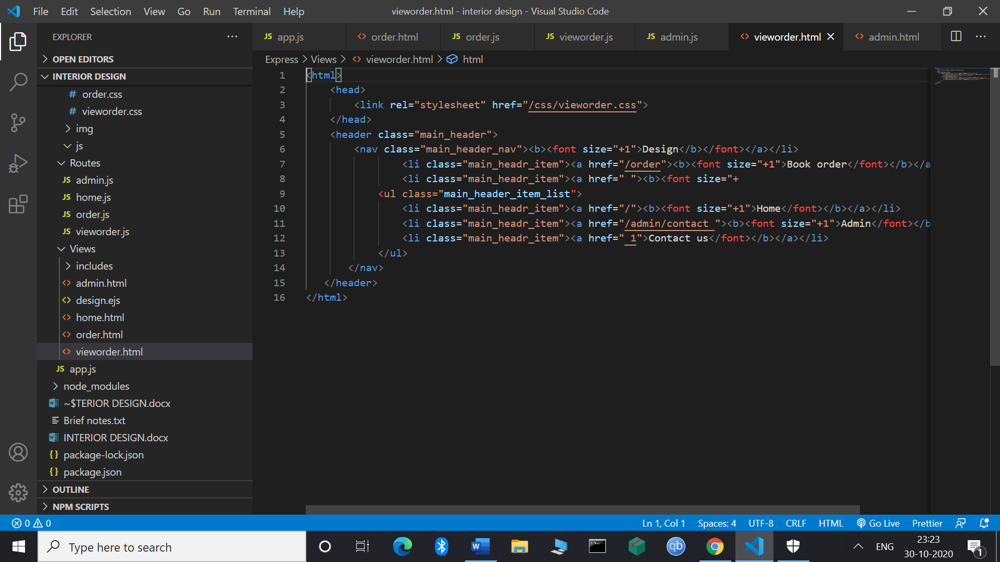 File Edit Selection View Go Run Terminal Help
vieworder.html - interior design - Visual Studio Code
EXPLORER
OPEN EDITORS
INTERIOR DESIGN
# order.css
# vieworder.css
img
js
Routes
JS admin.js
JS home.js
JS order.js
JS vieworder.js
Views
includes
<> admin.html
<> design.ejs
<> home.html
<> order.html
<> vieworder.html
JS app.js
node_modules
~$TERIOR DESIGN.docx
Brief notes.txt
INTERIOR DESIGN.docx
{} package-lock.json
{} package.json
OUTLINE
NPM SCRIPTS
JS app.js <> order.html JS order.js JS vieworder.js JS admin.js <> vieworder.html <> admin.html
Express > Views > <> vieworder.html > html
1 <html>
2 <head>
3 <link rel="stylesheet" href="/css/vieworder.css">
4 </head>
5 <header class="main_header">
6 <nav class="main_header_nav"><b><font size="+1">Design</b></font></a></li>
7 <li class="main_headr_item"><a href="/order"><b><font size="+1">Book order</font></b></a
8 <li class="main_headr_item"><a href=" "><b><font size="+
9 <ul class="main_header_item_list">
10 <li class="main_headr_item"><a href="/"><b><font size="+1">Home</font></b></a></li>
11 <li class="main_headr_item"><a href="/admin/contact "><b><font size="+1">Admin</font></b
12 <li class="main_headr_item"><a href=" 1">Contact us</font></b></a></li>
13 </ul>
14 </nav>
15 </header>
16 </html>
0 0 Ln 1, Col 1 Spaces: 4 UTF-8 CRLF HTML Go Live Prettier
Type here to search
W
C:\_
qb
ENG
23:23
30-10-2020
1